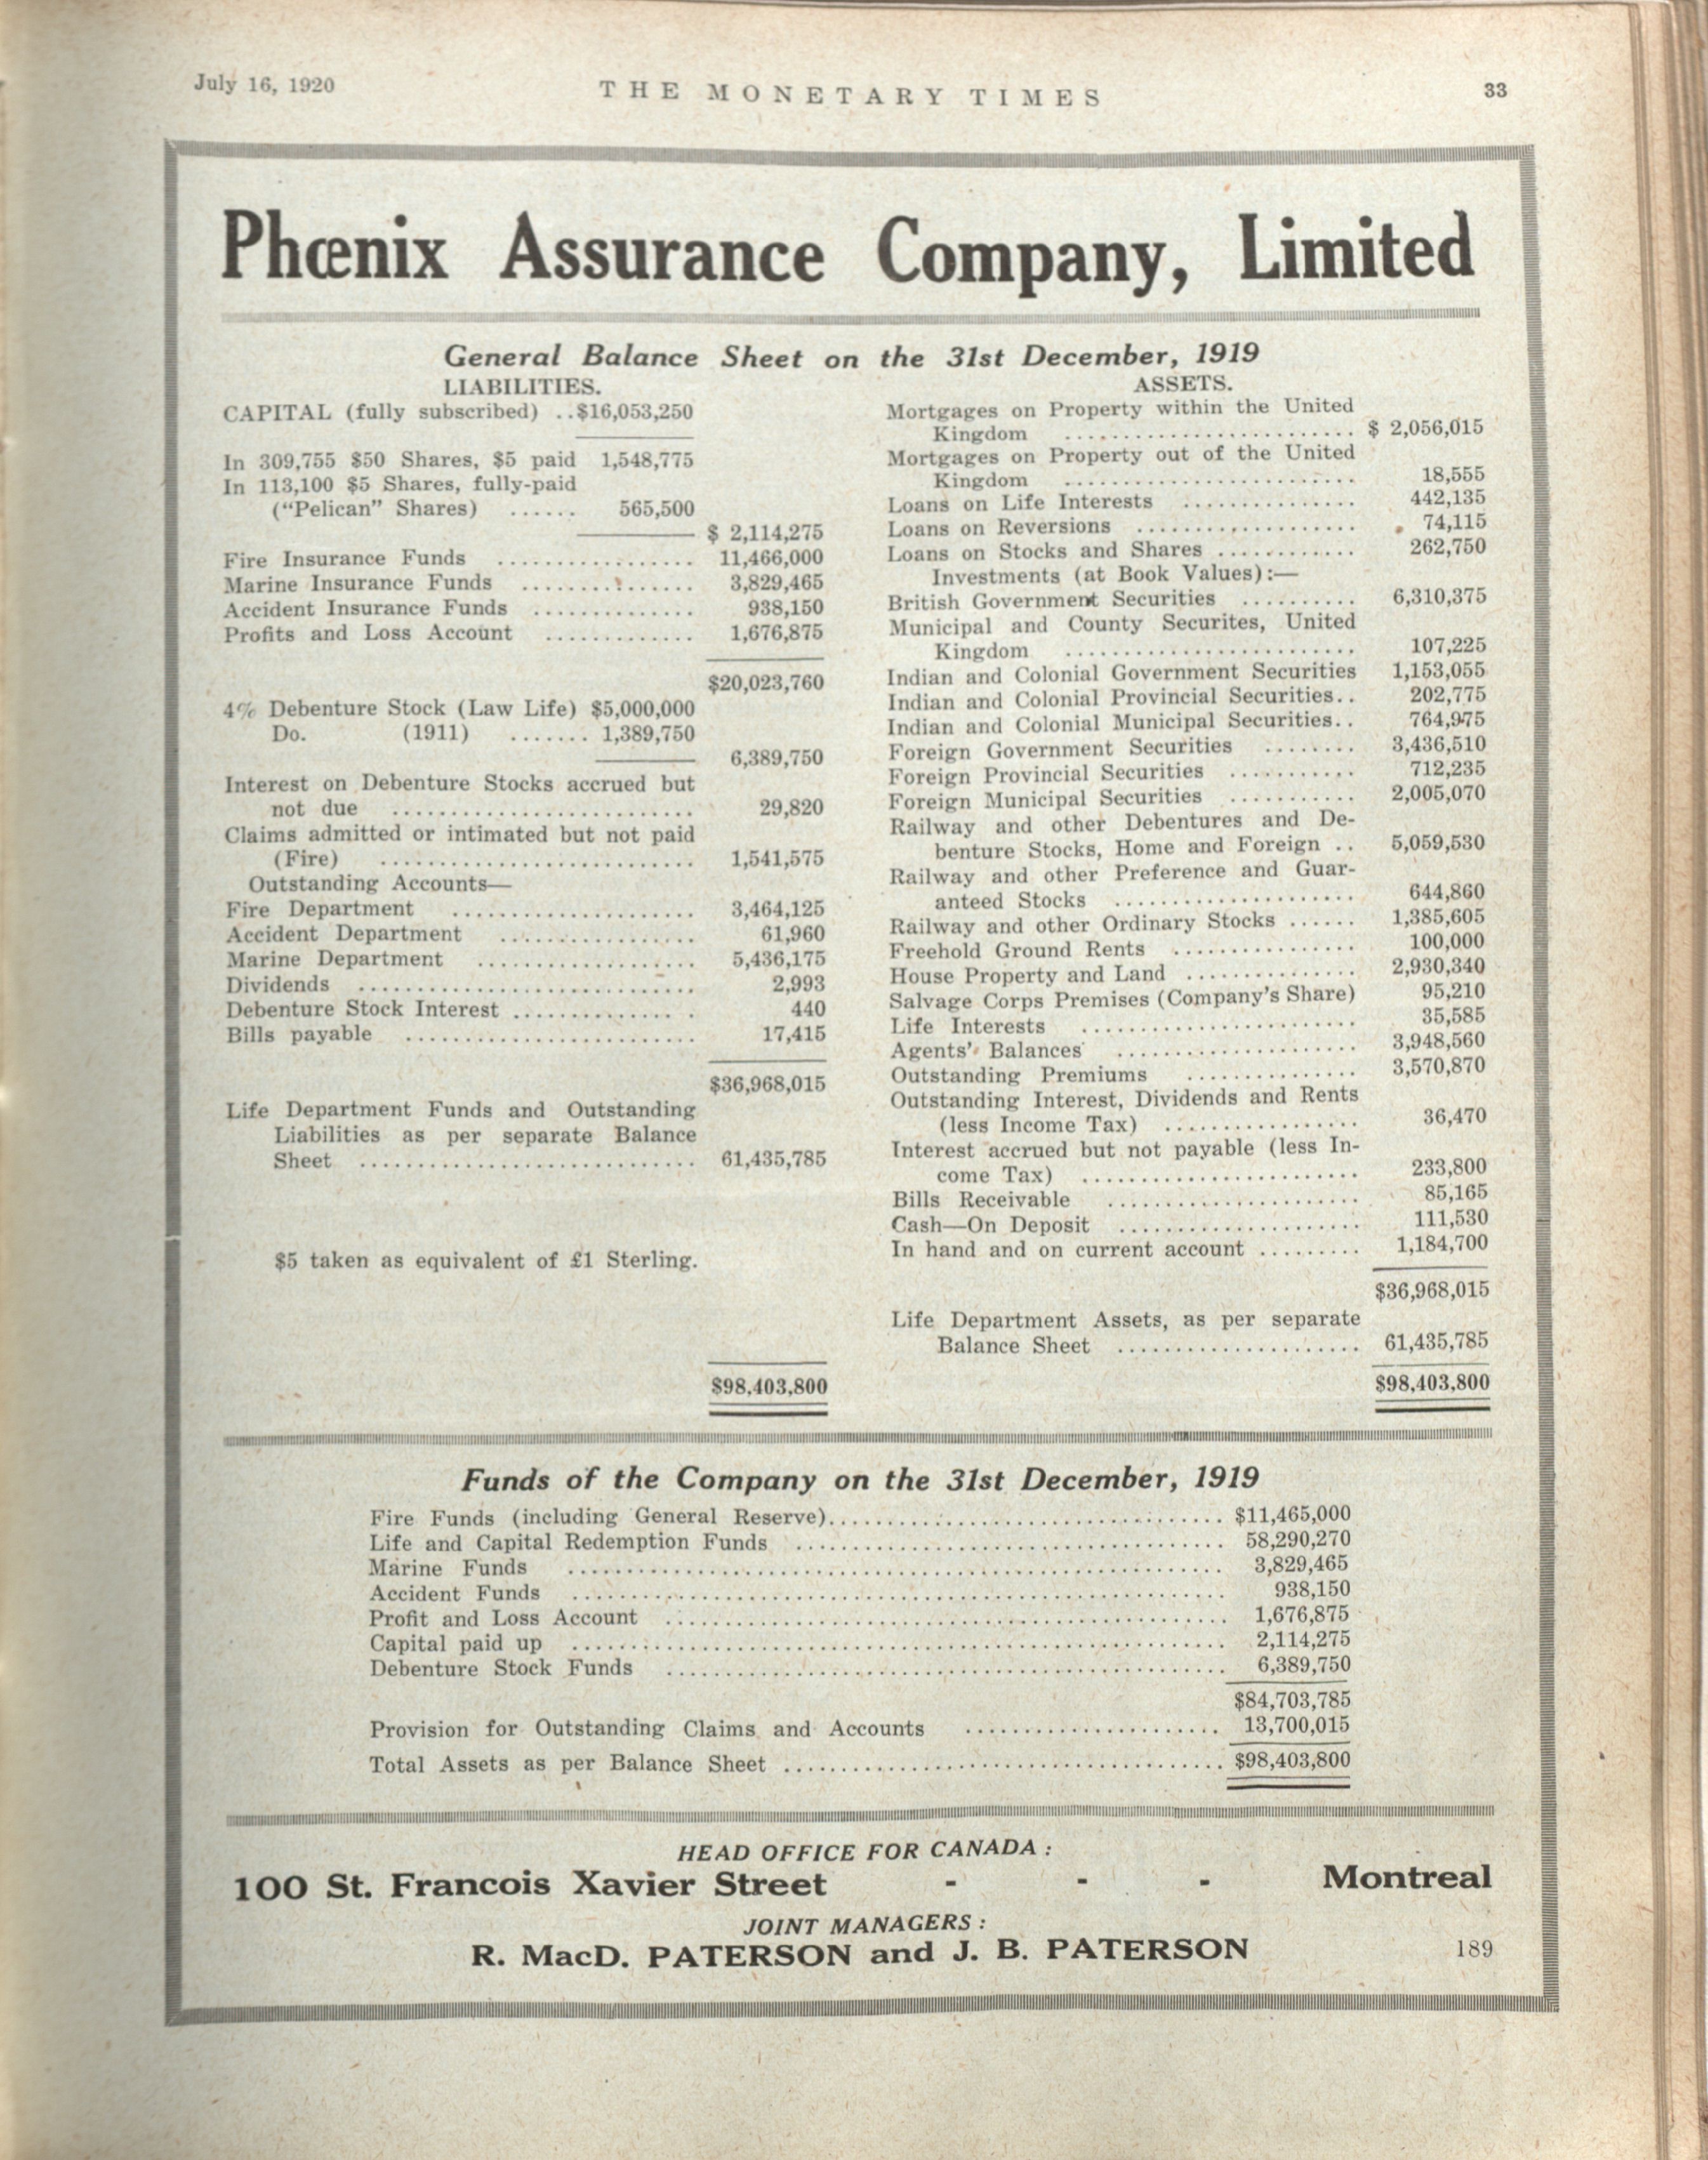 July 16, 1920
THE MONETARY TIMES
33
Phœnix Assurance Company, Limited
General Balance Sheet on the 31st December, 1919
LIABILITIES.
CAPITAL (fully subscribed) ..$16,053,250
In 309,755 $50 Shares, $5 paid 1,548,775
In 113,100 $5 Shares, fully-paid
("Pelican" Shares) ...... 565,500
$ 2,114,275
Fire Insurance Funds ................. 11,466,000
Marine Insurance Funds ............... 3,829,465
Accident Insurance Funds .............. 938,150
Profits and Loss Account ............. 1,676,875
$20,023,760
4% Debenture Stock (Law Life) $5,000,000
Do. (1911) ....... 1,389,750
6,389,750
Interest on Debenture Stocks accrued but
not due .......................... 29,820
Claims admitted or intimated but not paid
(Fire) ........................... 1,541,575
Outstanding Accounts—
Fire Department ..................... 3,464,125
Accident Department ................. 61,960
Marine Department ................... 5,436,175
Dividends ............................. 2,993
Debenture Stock Interest .............. . 440
Bills payable ......................... 17,415
$36,968,015
Life Department Funds and Outstanding
Liabilities as per separate Balance
Sheet ............................. 61,435,785
$5 taken as equivalent of £1 Sterling.
$98,403,800
ASSETS.
Mortgages on Property within the United
Kingdom ......................... $ 2,056,015
Mortgages on Property out of the United
Kingdom ......................... 18,555
Loans on Life Interests ............... 442,135
Loans on Reversions ................... 74,115
Loans on Stocks and Shares ............ 262,750
Investments (at Book Values):—
British Government Securities .......... 6,310,375
Municipal and County Securites, United
Kingdom ......................... 107,225
Indian and Colonial Government Securities 1,153,055
Indian and Colonial Provincial Securities.. 202,775
Indian and Colonial Municipal Securities.. 764,975
Foreign Government Securities ........ 3,436,510
Foreign Provincial Securities ........... 712,235
Foreign Municipal Securities ........... 2,005,070
Railway and other Debentures and De-
benture Stocks, Home and Foreign .. 5,059,530
Railway and other Preference and Guar-
anteed Stocks ..................... 644,860
Railway and other Ordinary Stocks ...... 1,385,605
Freehold Ground Rents ................ 100,000
House Property and Land ............... 2,930,340
Salvage Corps Premises (Company's Share) 95,210
Life Interests ........................ 35,585
Agents' Balances ..................... 3,948,560
Outstanding Premiums ............... 3,570,870
Outstanding Interest, Dividends and Rents
(less Income Tax) ................. 36,470
Interest accrued but not payable (less In-
come Tax) ........................ 233,800
Bills Receivable ...................... 85,165
Cash—On Deposit ..................... 111,530
In hand and on current account ......... 1,184,700
$36,968,015
Life Department Assets, as per separate
Balance Sheet ..................... 61,435,785
$98,403,800
Funds of the Company on the 31st December, 1919
Fire Funds (including General Reserve)................................... $11,465,000
Life and Capital Redemption Funds ..................................... 58,290,270
Marine Funds ......................................................... 3,829,465
Accident Funds ......................................................... 938,150
Profit and Loss Account ................................................ 1,676,875
Capital paid up ......................................................... 2,114,275
Debenture Stock Funds ................................................ 6,389,750
$84,703,785
Provision for Outstanding Claims and Accounts ...................... 13,700,015
Total Assets as per Balance Sheet ...................................... $98,403,800
HEAD OFFICE FOR CANADA:
100 St. Francois Xavier Street - - - Montreal
JOINT MANAGERS:
R. MacD. PATERSON and J. B. PATERSON
189